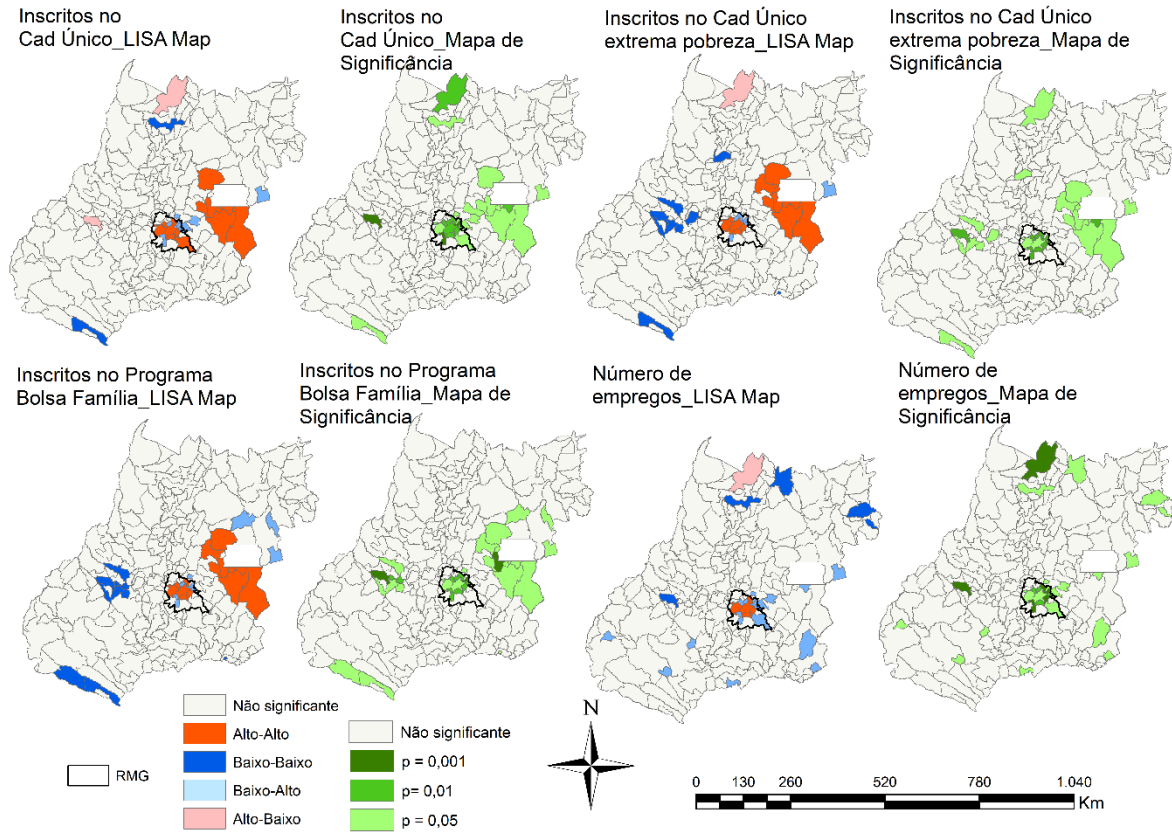 Inscritos no
Cad Único_LISA Map
Inscritos no
Cad Único_Mapa de
Significância
Inscritos no Cad Único
extrema pobreza_LISA Map
Inscritos no Cad Único
extrema pobreza_Mapa de
Significância
Inscritos no Programa
Bolsa Família_LISA Map
Inscritos no Programa
Bolsa Família_Mapa de
Significância
Número de
empregos_LISA Map
Número de
empregos_Mapa de
Significância
RMG
Não significante
Alto-Alto
Baixo-Baixo
Baixo-Alto
Alto-Baixo
Não significante
p = 0,001
p= 0,01
p = 0,05
N
0 130 260 520 780 1.040
Km